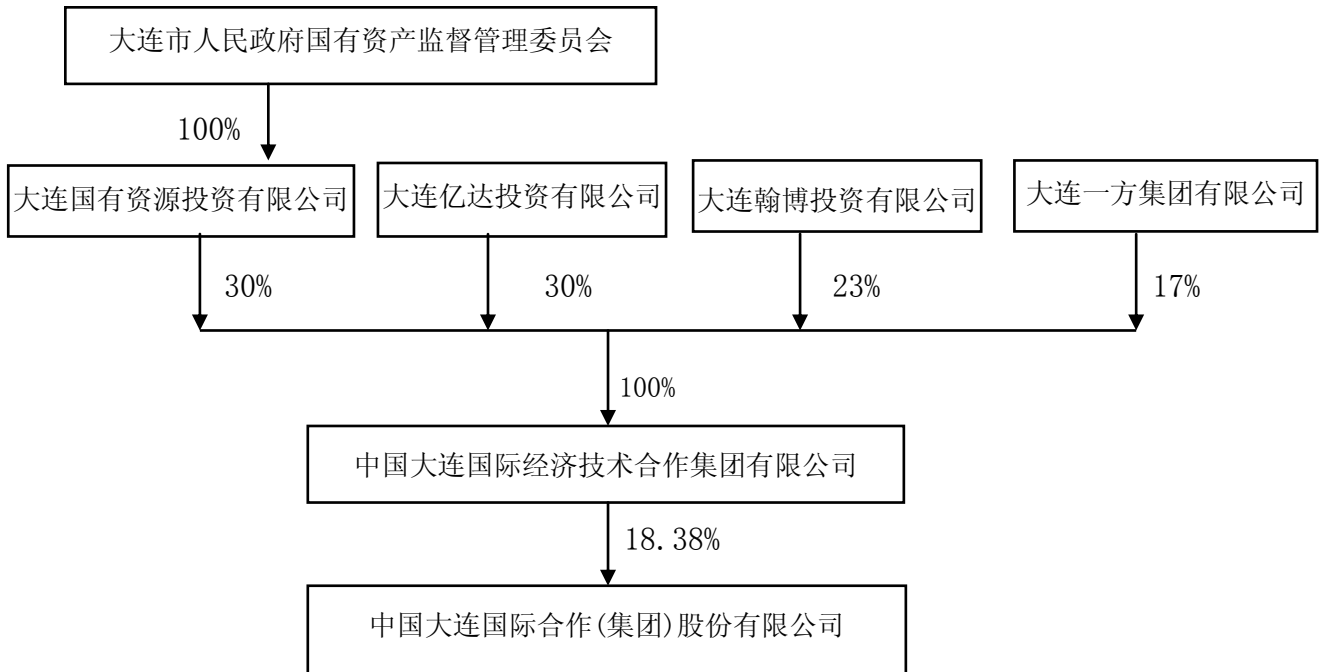 大连市人民政府国有资产监督管理委员会
100%
大连国有资源投资有限公司
大连亿达投资有限公司
大连翰博投资有限公司
大连一方集团有限公司
30%
30%
23%
17%
100%
中国大连国际经济技术合作集团有限公司
18.38%
中国大连国际合作(集团)股份有限公司